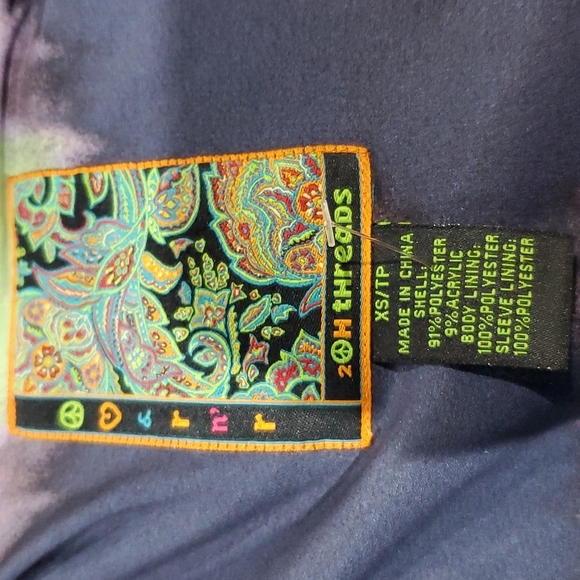 2☮H tHreaDS
☮ ♡ & r n' r
XS/TP
MADE IN CHINA
SHELL:
91%POLYESTER
9%ACRYLIC
BODY LINING:
100%POLYESTER
SLEEVE LINING:
100%POLYESTER